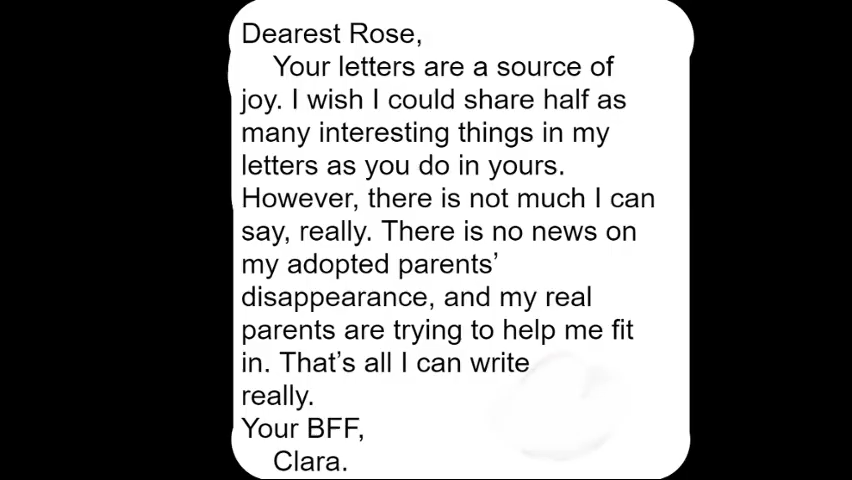 Dearest Rose,
Your letters are a source of
joy. I wish I could share half as
many interesting things in my
letters as you do in yours.
However, there is not much I can
say, really. There is no news on
my adopted parents’
disappearance, and my real
parents are trying to help me fit
in. That’s all I can write
really.
Your BFF,
Clara.